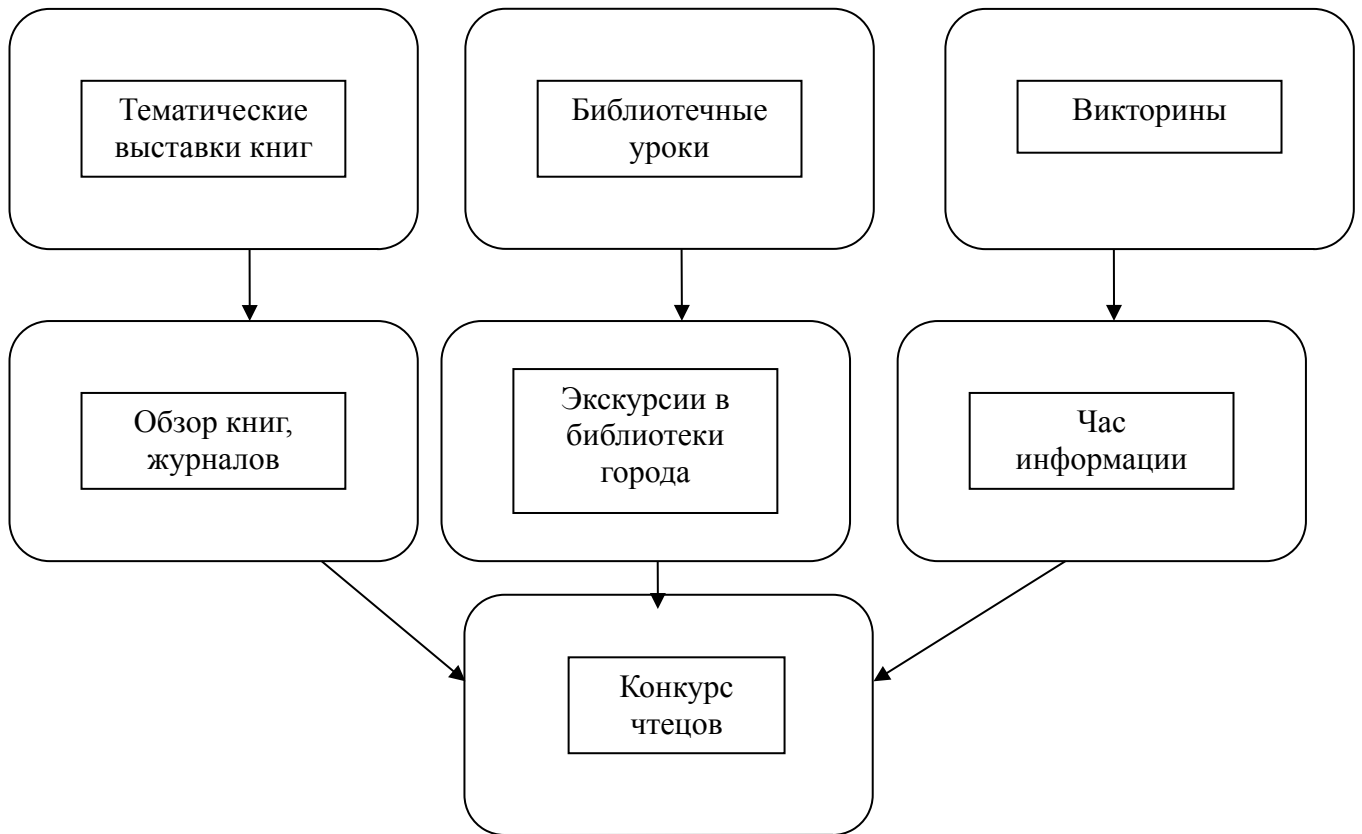 Тематические
выставки книг
Библиотечные
уроки
Викторины
Обзор книг,
журналов
Экскурсии в
библиотеки
города
Час
информации
Конкурс
чтецов